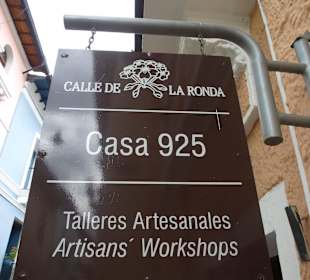 CALLE DE LA RONDA
Casa 925
Talleres Artesanales
Artisans´ Workshops